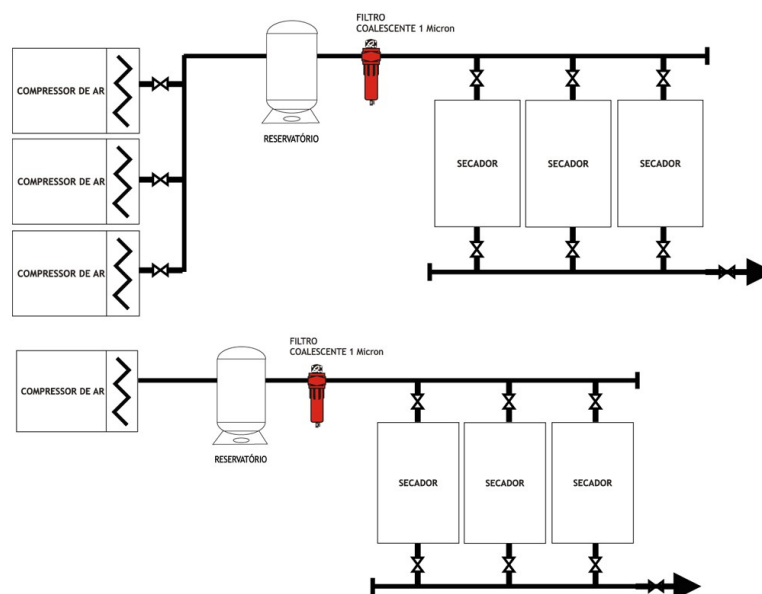 FILTRO
COALESCENTE 1 Micron
COMPRESSOR DE AR
RESERVATÓRIO
SECADOR
SECADOR
SECADOR
COMPRESSOR DE AR
COMPRESSOR DE AR
FILTRO
COALESCENTE 1 Micron
COMPRESSOR DE AR
RESERVATÓRIO
SECADOR
SECADOR
SECADOR